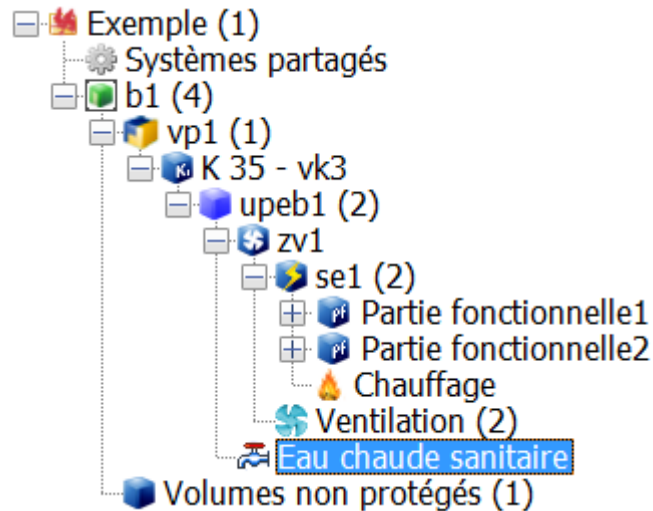 Exemple (1)
Systèmes partagés
b1 (4)
vp1 (1)
K 35 - vk3
upeb1 (2)
zv1
se1 (2)
Partie fonctionnelle1
Partie fonctionnelle2
Chauffage
Ventilation (2)
Eau chaude sanitaire
Volumes non protégés (1)